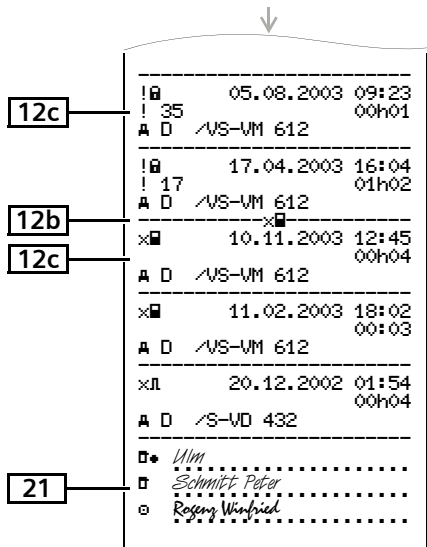 ! 05.08.2003 09:23
12c ! 35 00h01
D /VS-VM 612
! 17.04.2003 16:04
! 17 01h02
D /VS-VM 612
12b x
x 10.11.2003 12:45
12c 00h04
D /VS-VM 612
x 11.02.2003 18:02
00:03
D /VS-VM 612
x 20.12.2002 01:54
00h04
D /S-VD 432
Ulm
21 Schmitt Peter
Rogenz Winfried